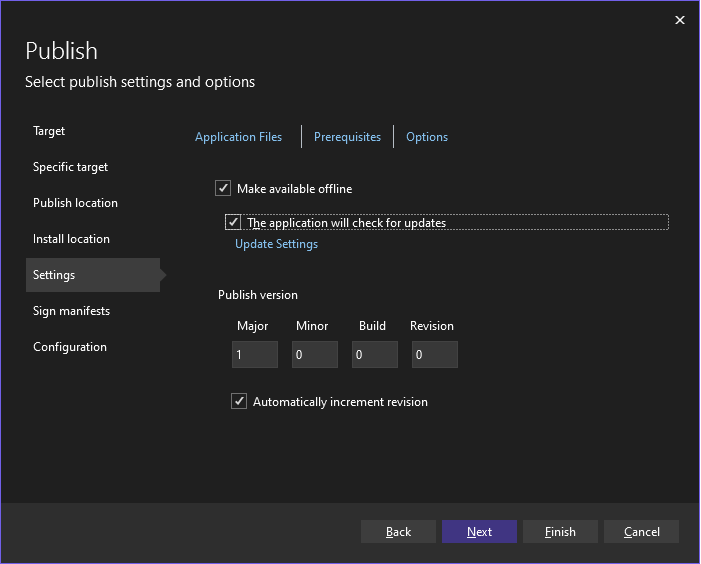 Publish
Select publish settings and options
Target
Specific target
Publish location
Install location
Settings
Sign manifests
Configuration
Application Files Prerequisites Options
Make available offline
The application will check for updates
Update Settings
Publish version
Major Minor Build Revision
1 0 0 0
Automatically increment revision
Back Next Finish Cancel